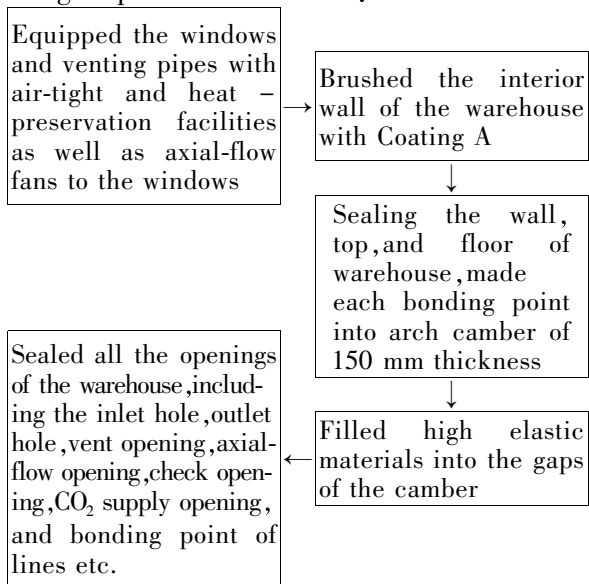 Equipped the windows
and venting pipes with
air-tight and heat –
preservation facilities
as well as axial-flow
fans to the windows
Brushed the interior
wall of the warehouse
with Coating A
Sealing the wall,
top,and floor of
warehouse,made
each bonding point
into arch camber of
150 mm thickness
Filled high elastic
materials into the gaps
of the camber
Sealed all the openings
of the warehouse,includ-
ing the inlet hole,outlet
hole,vent opening,axial-
flow opening,check open-
ing,CO₂ supply opening,
and bonding point of
lines etc.